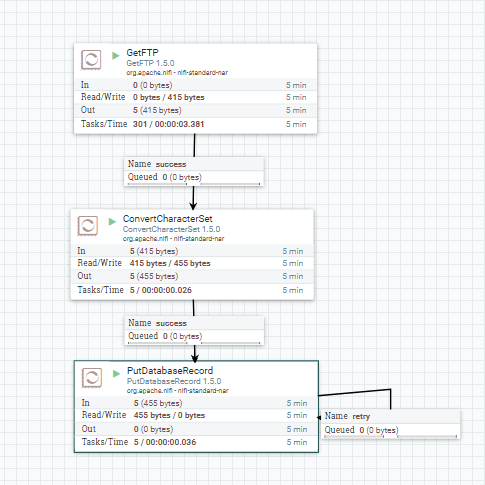 GetFTP
GetFTP 1.5.0
org.apache.nifi - nifi-standard-nar
In 0 (0 bytes) 5 min
Read/Write 0 bytes / 415 bytes 5 min
Out 5 (415 bytes) 5 min
Tasks/Time 301 / 00:00:03.381 5 min
Name success
Queued 0 (0 bytes)
ConvertCharacterSet
ConvertCharacterSet 1.5.0
org.apache.nifi - nifi-standard-nar
In 5 (415 bytes) 5 min
Read/Write 415 bytes / 455 bytes 5 min
Out 5 (455 bytes) 5 min
Tasks/Time 5 / 00:00:00.026 5 min
Name success
Queued 0 (0 bytes)
PutDatabaseRecord
PutDatabaseRecord 1.5.0
org.apache.nifi - nifi-standard-nar
In 5 (455 bytes) 5 min
Read/Write 455 bytes / 0 bytes 5 min
Out 0 (0 bytes) 5 min
Tasks/Time 5 / 00:00:00.036 5 min
Name retry
Queued 0 (0 bytes)